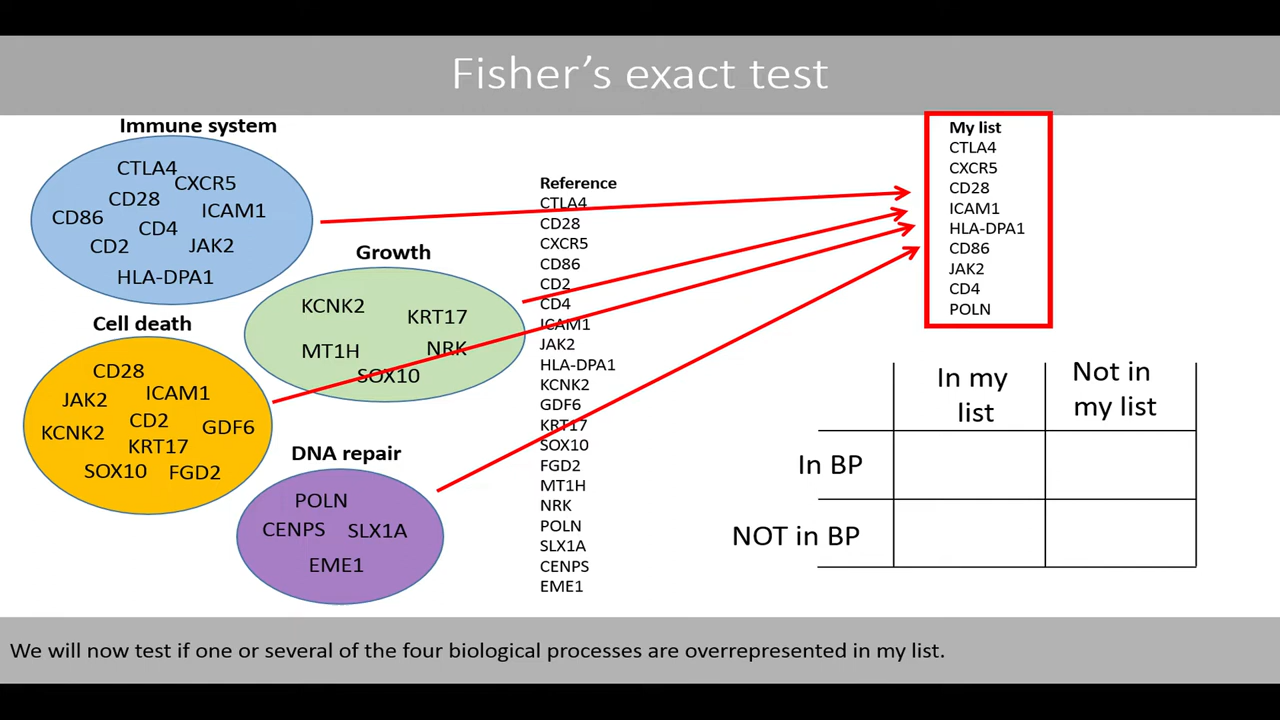 Fisher's exact test
Immune system
CTLA4
CXCR5
CD28
CD86
ICAM1
CD4
CD2
JAK2
HLA-DPA1
Growth
KCNK2
KRT17
MT1H
NRK
SOX10
Cell death
CD28
JAK2
ICAM1
CD2
KCNK2
GDF6
KRT17
SOX10
FGD2
DNA repair
POLN
CENPS
SLX1A
EME1
Reference
CTLA4
CD28
CXCR5
CD86
CD2
CD4
ICAM1
JAK2
HLA-DPA1
KCNK2
GDF6
KRT17
SOX10
FGD2
MT1H
NRK
POLN
SLX1A
CENPS
EME1
My list
CTLA4
CXCR5
CD28
ICAM1
HLA-DPA1
CD86
JAK2
CD4
POLN
In my
list
Not in
my list
In BP
NOT in BP
We will now test if one or several of the four biological processes are overrepresented in my list.